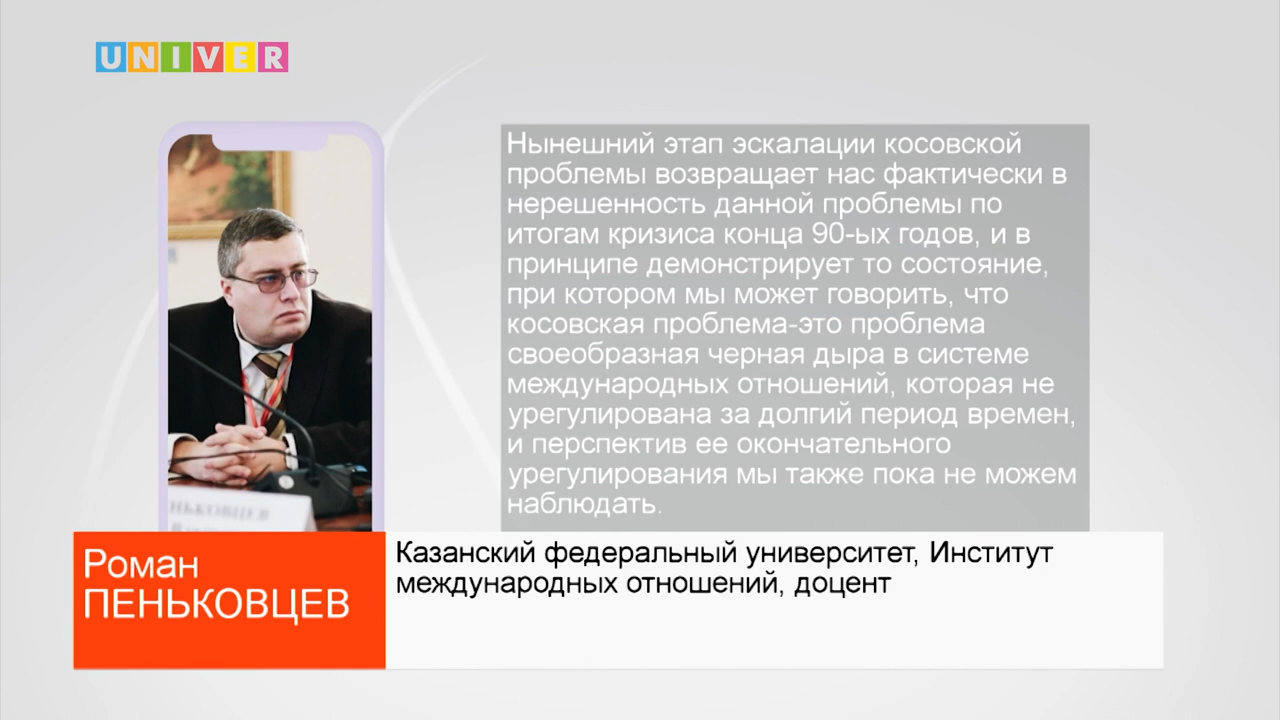 UNIVER
Нынешний этап эскалации косовской
проблемы возвращает нас фактически в
нерешенность данной проблемы по
итогам кризиса конца 90-ых годов, и в
принципе демонстрирует то состояние,
при котором мы может говорить, что
косовская проблема-это проблема
своеобразная черная дыра в системе
международных отношений, которая не
урегулирована за долгий период времен,
и перспектив ее окончательного
урегулирования мы также пока не можем
наблюдать.
НЬКОВЦЕВ
Роман
ПЕНЬКОВЦЕВ
Казанский федеральный университет, Институт
международных отношений, доцент